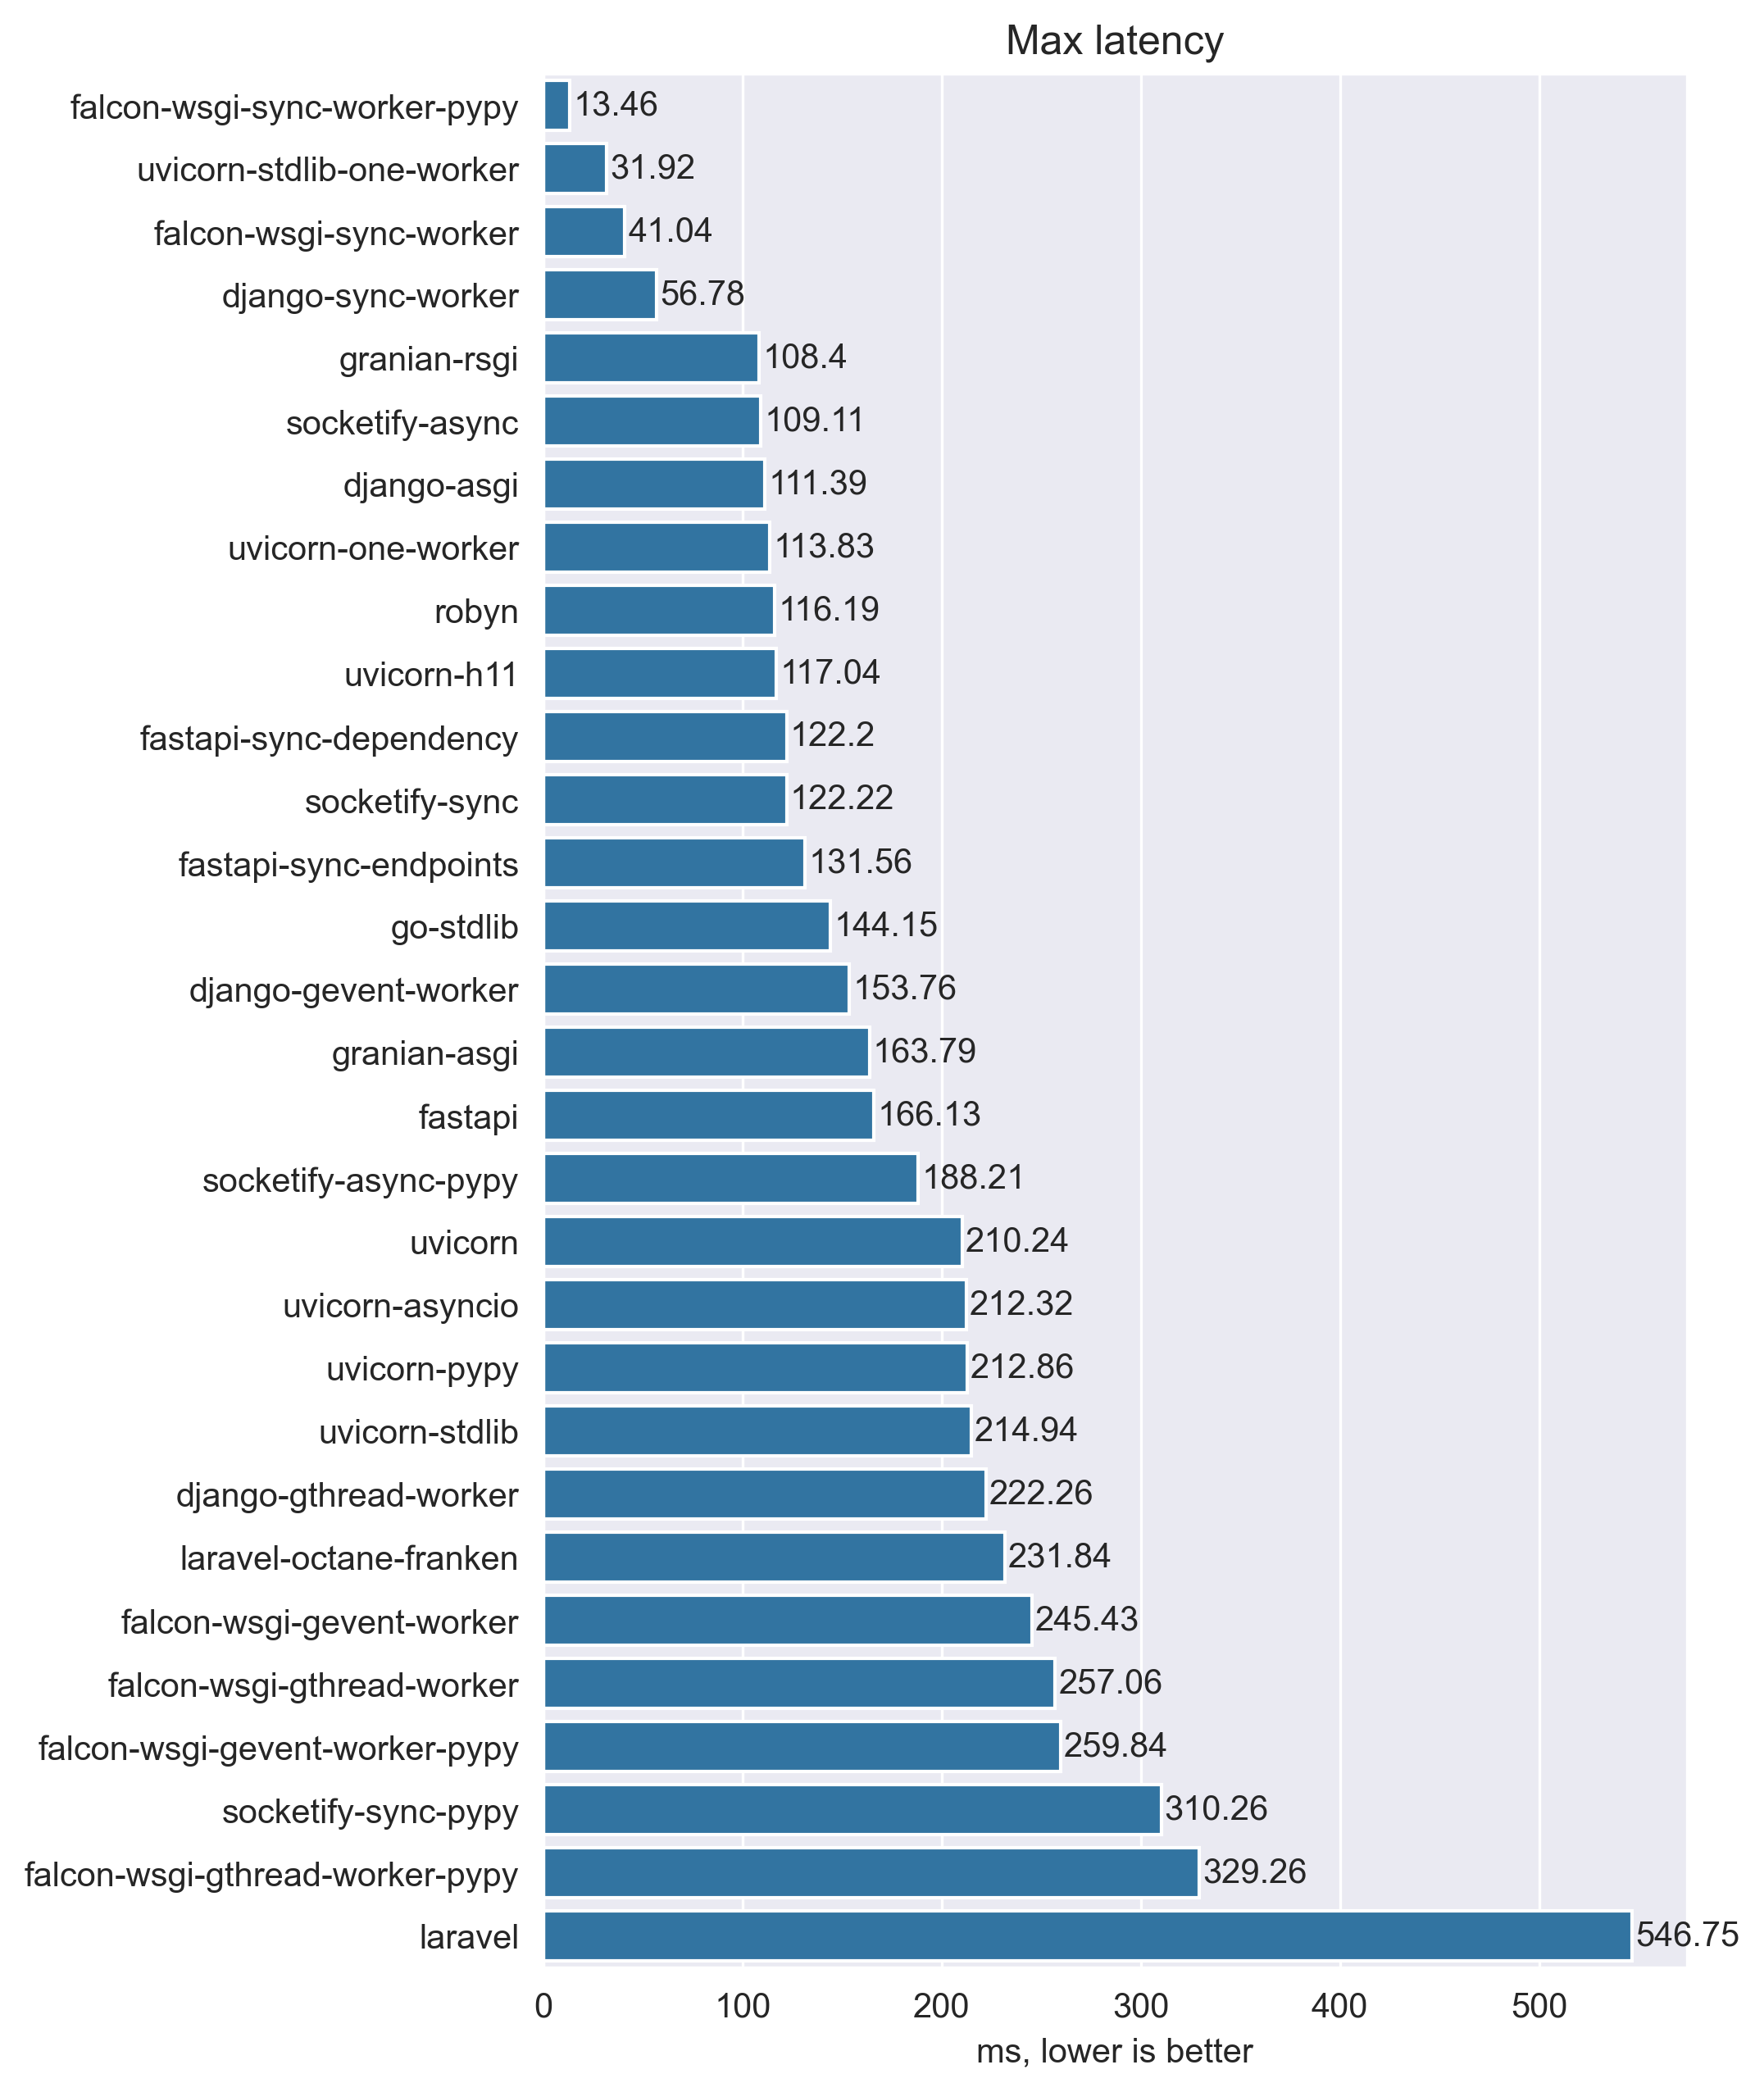 Max latency
falcon-wsgi-sync-worker-pypy 13.46
uvicorn-stdlib-one-worker 31.92
falcon-wsgi-sync-worker 41.04
django-sync-worker 56.78
granian-rsgi 108.4
socketify-async 109.11
django-asgi 111.39
uvicorn-one-worker 113.83
robyn 116.19
uvicorn-h11 117.04
fastapi-sync-dependency 122.2
socketify-sync 122.22
fastapi-sync-endpoints 131.56
go-stdlib 144.15
django-gevent-worker 153.76
granian-asgi 163.79
fastapi 166.13
socketify-async-pypy 188.21
uvicorn 210.24
uvicorn-asyncio 212.32
uvicorn-pypy 212.86
uvicorn-stdlib 214.94
django-gthread-worker 222.26
laravel-octane-franken 231.84
falcon-wsgi-gevent-worker 245.43
falcon-wsgi-gthread-worker 257.06
falcon-wsgi-gevent-worker-pypy 259.84
socketify-sync-pypy 310.26
falcon-wsgi-gthread-worker-pypy 329.26
laravel 546.75
0 100 200 300 400 500
ms, lower is better